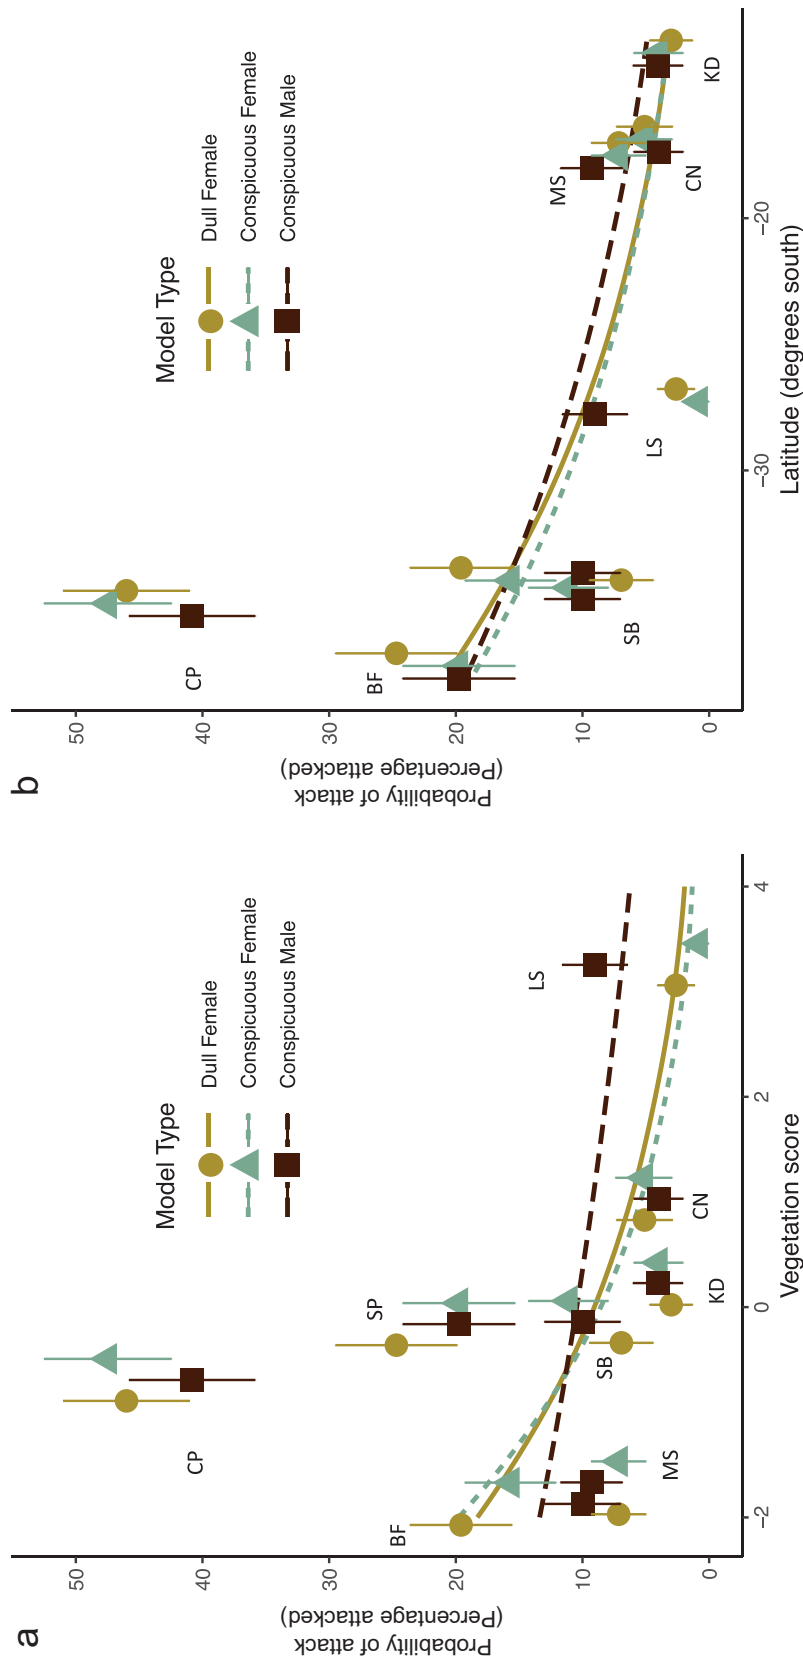 a
Probability of attack
(Percentage attacked)
50
40
30
20
10
0
CP
BF
SP
SB
MS
KD
CN
LS
Model Type
Dull Female
Conspicuous Female
Conspicuous Male
−2
0
2
4
Vegetation score
b
Probability of attack
(Percentage attacked)
50
40
30
20
10
0
CP
BF
SB
LS
MS
CN
KD
Model Type
Dull Female
Conspicuous Female
Conspicuous Male
−30
−20
Latitude (degrees south)